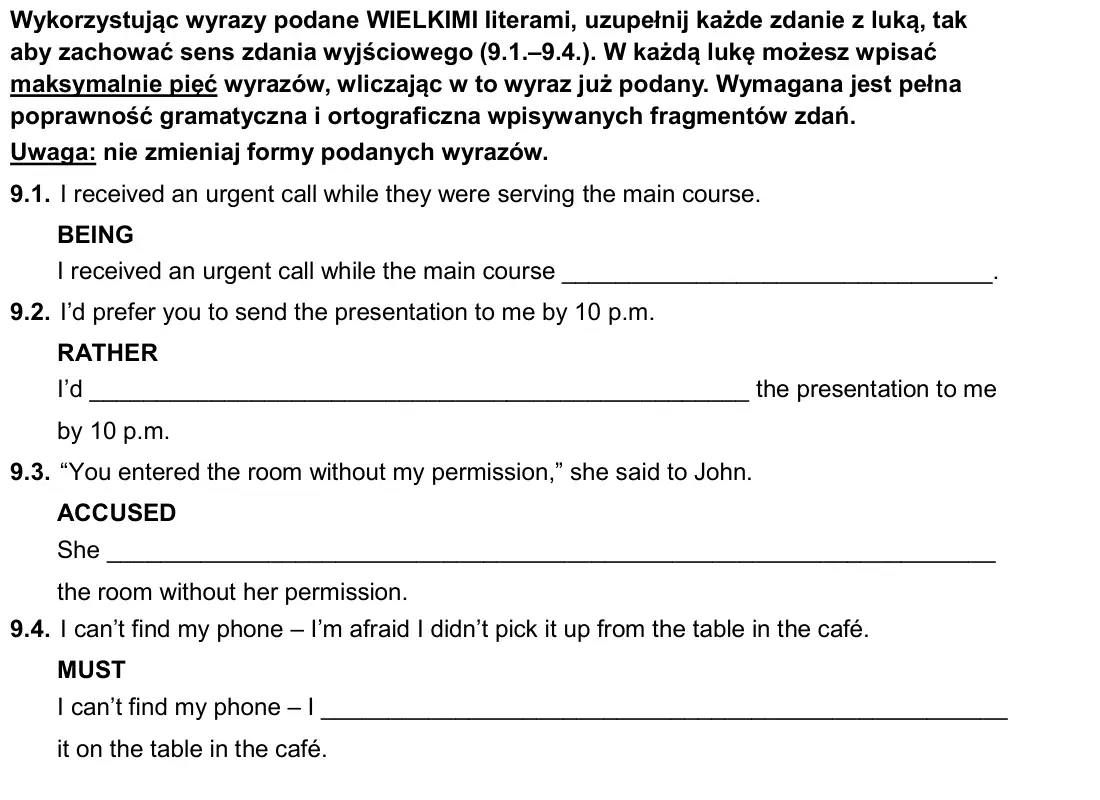 Wykorzystując wyrazy podane WIELKIMI literami, uzupełnij każde zdanie z luką, tak
aby zachować sens zdania wyjściowego (9.1.–9.4.). W każdą lukę możesz wpisać
maksymalnie pięć wyrazów, wliczając w to wyraz już podany. Wymagana jest pełna
poprawność gramatyczna i ortograficzna wpisywanych fragmentów zdań.
Uwaga: nie zmieniaj formy podanych wyrazów.
9.1. I received an urgent call while they were serving the main course.
BEING
I received an urgent call while the main course ________________________________.
9.2. I’d prefer you to send the presentation to me by 10 p.m.
RATHER
I’d _________________________________________________ the presentation to me
by 10 p.m.
9.3. “You entered the room without my permission,” she said to John.
ACCUSED
She __________________________________________________________________
the room without her permission.
9.4. I can’t find my phone – I’m afraid I didn’t pick it up from the table in the café.
MUST
I can’t find my phone – I ___________________________________________________
it on the table in the café.